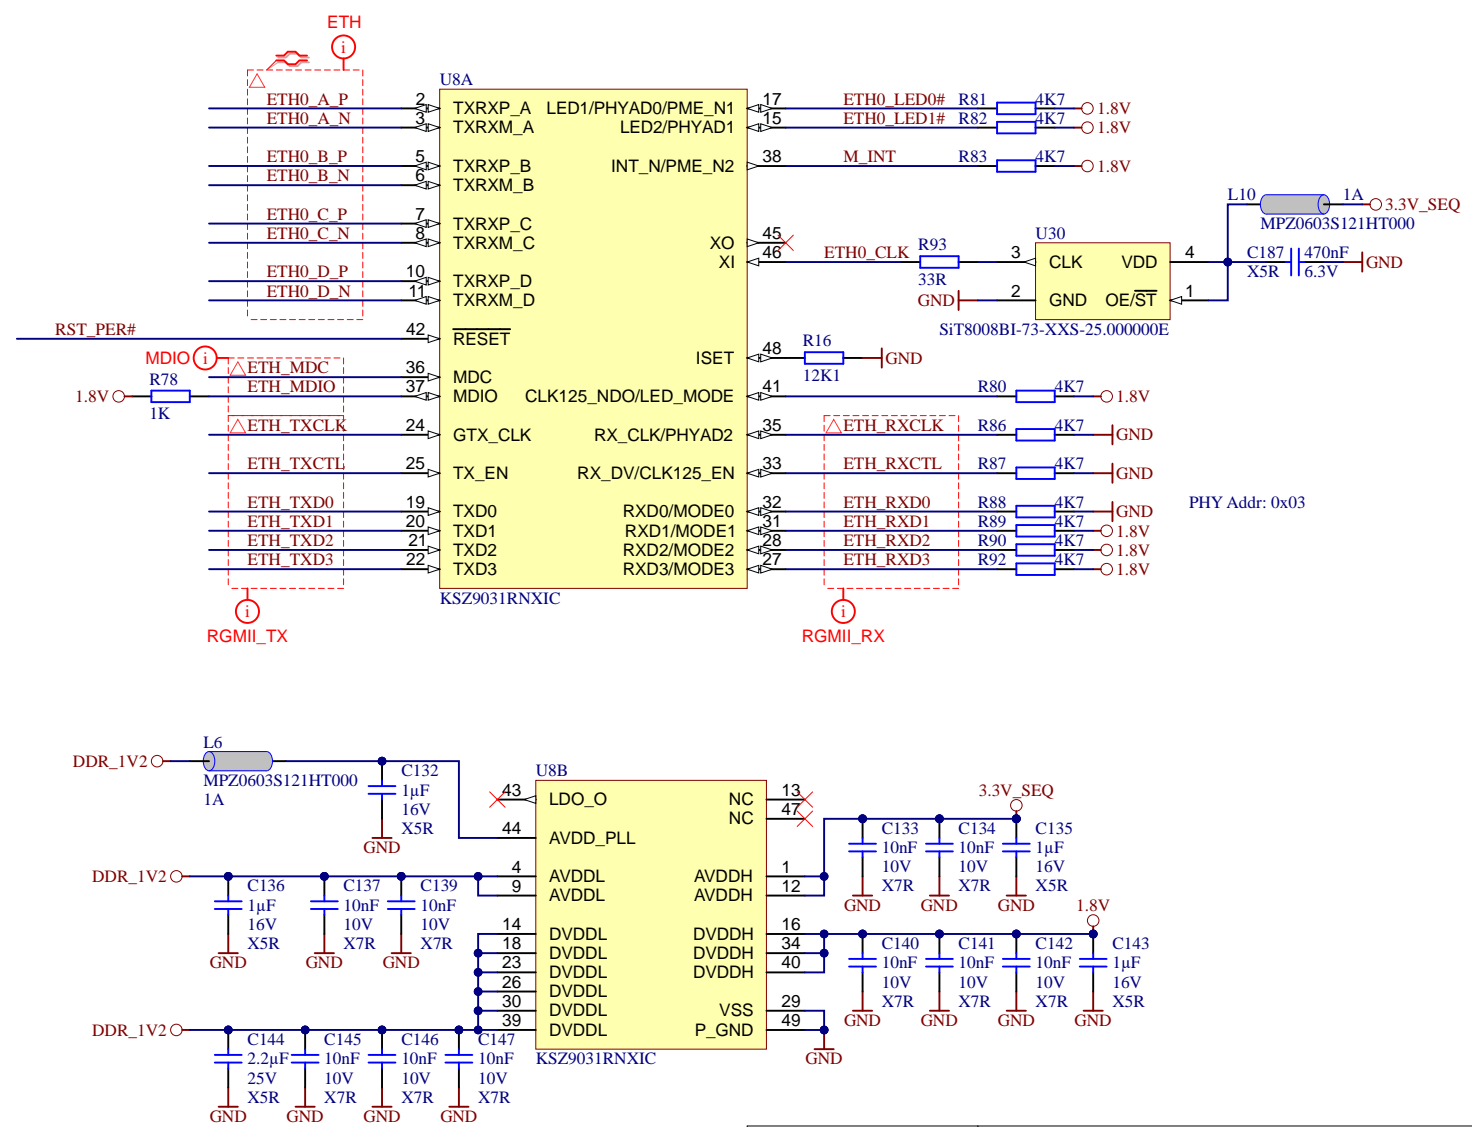 ETH
i
U8A
ETH0_A_P 2 TXRXP_A LED1/PHYAD0/PME_N1 17 ETH0_LED0# R81 4K7 1.8V
ETH0_A_N 3 TXRXM_A LED2/PHYAD1 15 ETH0_LED1# R82 4K7 1.8V
ETH0_B_P 5 TXRXP_B INT_N/PME_N2 38 M_INT R83 4K7 1.8V
ETH0_B_N 6 TXRXM_B
L10 1A 3.3V_SEQ
MPZ0603S121HT000
ETH0_C_P 7 TXRXP_C
ETH0_C_N 8 TXRXM_C XO 45 U30
XI 46 ETH0_CLK R93 33R 3 CLK VDD 4 C187 470nF GND
X5R 6.3V
ETH0_D_P 10 TXRXP_D
ETH0_D_N 11 TXRXM_D GND 2 GND OE/ST 1
SiT8008BI-73-XXS-25.000000E
RST_PER# 42 RESET
MDIO i
ISET 48 R16 12K1 GND
ETH_MDC 36 MDC
1.8V R78 1K ETH_MDIO 37 MDIO CLK125_NDO/LED_MODE 41 R80 4K7 1.8V
ETH_TXCLK 24 GTX_CLK RX_CLK/PHYAD2 35 ETH_RXCLK R86 4K7 GND
ETH_TXCTL 25 TX_EN RX_DV/CLK125_EN 33 ETH_RXCTL R87 4K7 GND
ETH_TXD0 19 TXD0 RXD0/MODE0 32 ETH_RXD0 R88 4K7 GND PHY Addr: 0x03
ETH_TXD1 20 TXD1 RXD1/MODE1 31 ETH_RXD1 R89 4K7 1.8V
ETH_TXD2 21 TXD2 RXD2/MODE2 28 ETH_RXD2 R90 4K7 1.8V
ETH_TXD3 22 TXD3 RXD3/MODE3 27 ETH_RXD3 R92 4K7 1.8V
KSZ9031RNXIC
i i
RGMII_TX RGMII_RX
L6
DDR_1V2
MPZ0603S121HT000
1A
C132
1µF
16V
X5R
GND
U8B
43 LDO_O NC 13
NC 47
44 AVDD_PLL
3.3V_SEQ
C133 C134 C135
10nF 10nF 1µF
10V 10V 16V
X7R X7R X5R
GND GND GND
DDR_1V2 4 AVDDL AVDDH 1
9 AVDDL AVDDH 12
C136 C137 C139
1µF 10nF 10nF
16V 10V 10V
X5R X7R X7R
GND GND GND
1.8V
14 DVDDL DVDDH 16
18 DVDDL DVDDH 34
23 DVDDL DVDDH 40
26 DVDDL
30 DVDDL VSS 29
DDR_1V2 39 DVDDL P_GND 49
GND
C140 C141 C142 C143
10nF 10nF 10nF 1µF
10V 10V 10V 16V
X7R X7R X7R X5R
GND GND GND GND
KSZ9031RNXIC
C144 C145 C146 C147
2.2µF 10nF 10nF 10nF
25V 10V 10V 10V
X5R X7R X7R X7R
GND GND GND GND